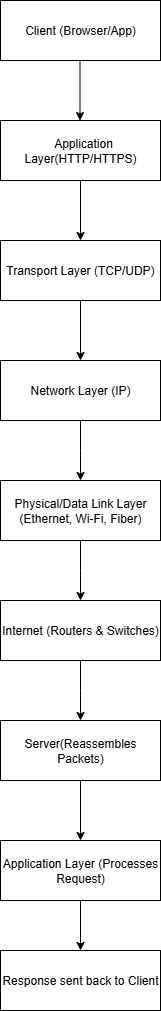 Client (Browser/App)
Application
Layer(HTTP/HTTPS)
Transport Layer (TCP/UDP)
Network Layer (IP)
Physical/Data Link Layer
(Ethernet, Wi-Fi, Fiber)
Internet (Routers & Switches)
Server(Reassembles
Packets)
Application Layer (Processes
Request)
Response sent back to Client